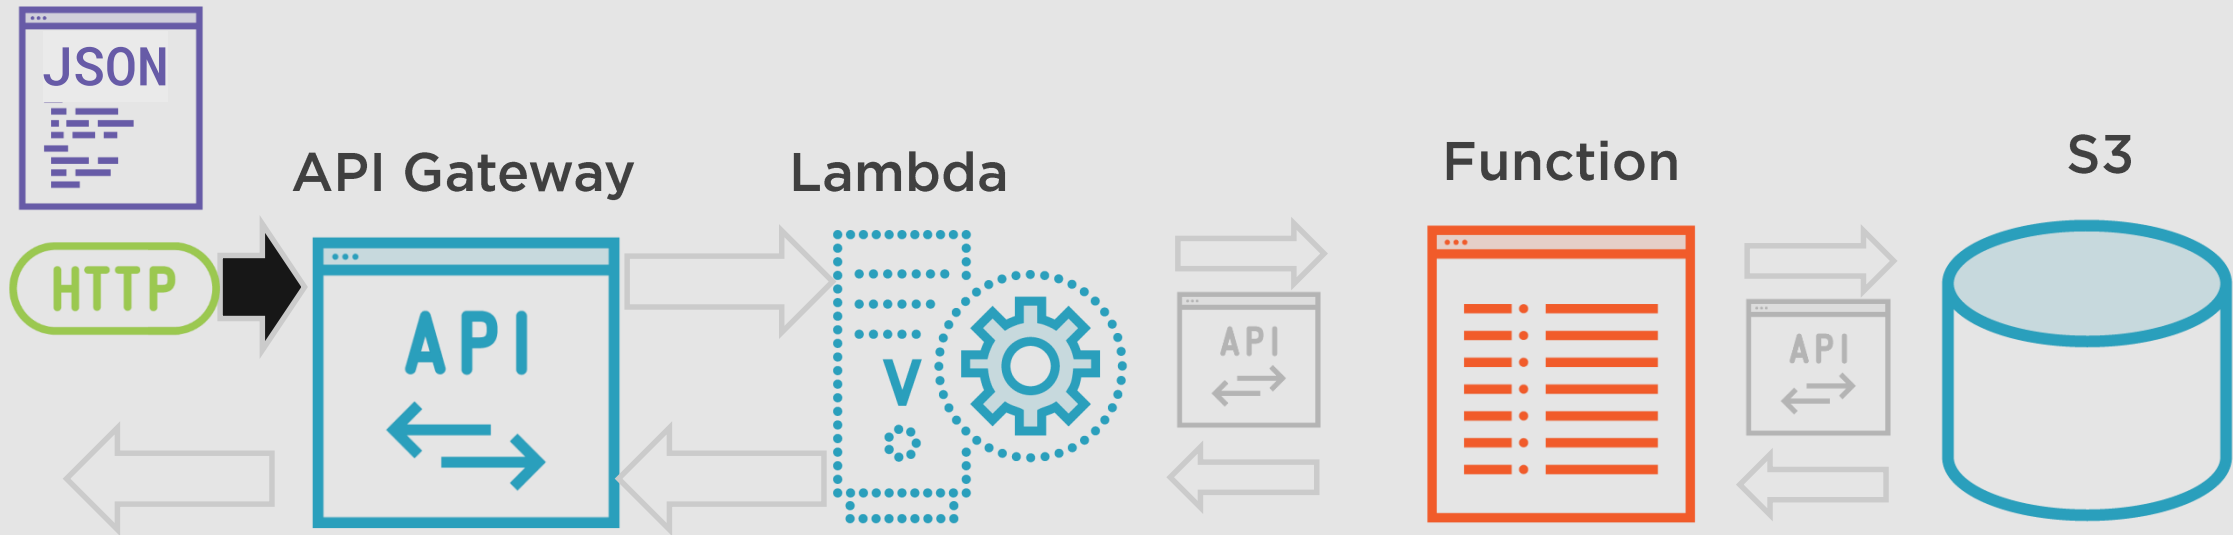 JSON
API Gateway
Lambda
Function
S3
HTTP
API
V
API
API